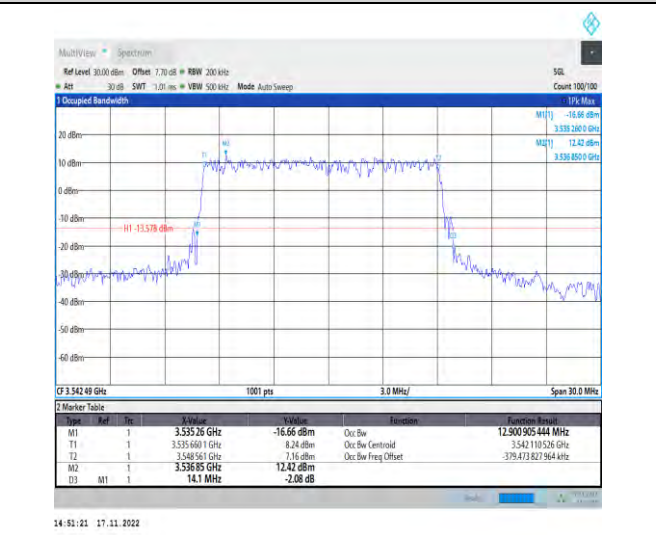 MultiView Spectrum
Ref Level 30.00 dBm Offset 7.70 dB RBW 200 kHz SGL
Att 30 dB SWT 1.01 ms VBW 500 kHz Mode Auto Sweep Count 100/100
1 Occupied Bandwidth 1Pk Max
M1[1] -16.66 dBm
3.535 260 0 GHz
20 dBm
M2[1] 12.42 dBm
3.536 850 0 GHz
M2
T1
T2
10 dBm
0 dBm
-10 dBm
H1 -13.578 dBm
M1
D3
-20 dBm
-30 dBm
-40 dBm
-50 dBm
-60 dBm
CF 3.542 49 GHz 1001 pts 3.0 MHz/ Span 30.0 MHz
2 Marker Table
Type Ref Trc X-Value Y-Value Function Function Result
M1 1 3.535 26 GHz -16.66 dBm Occ Bw 12.900 905 444 MHz
T1 1 3.535 660 1 GHz 8.24 dBm Occ Bw Centroid 3.542 110 526 GHz
T2 1 3.548 561 GHz 7.16 dBm Occ Bw Freq Offset -379.473 827 964 kHz
M2 1 3.536 85 GHz 12.42 dBm
D3 M1 1 14.1 MHz -2.08 dB
14:51:21 17.11.2022